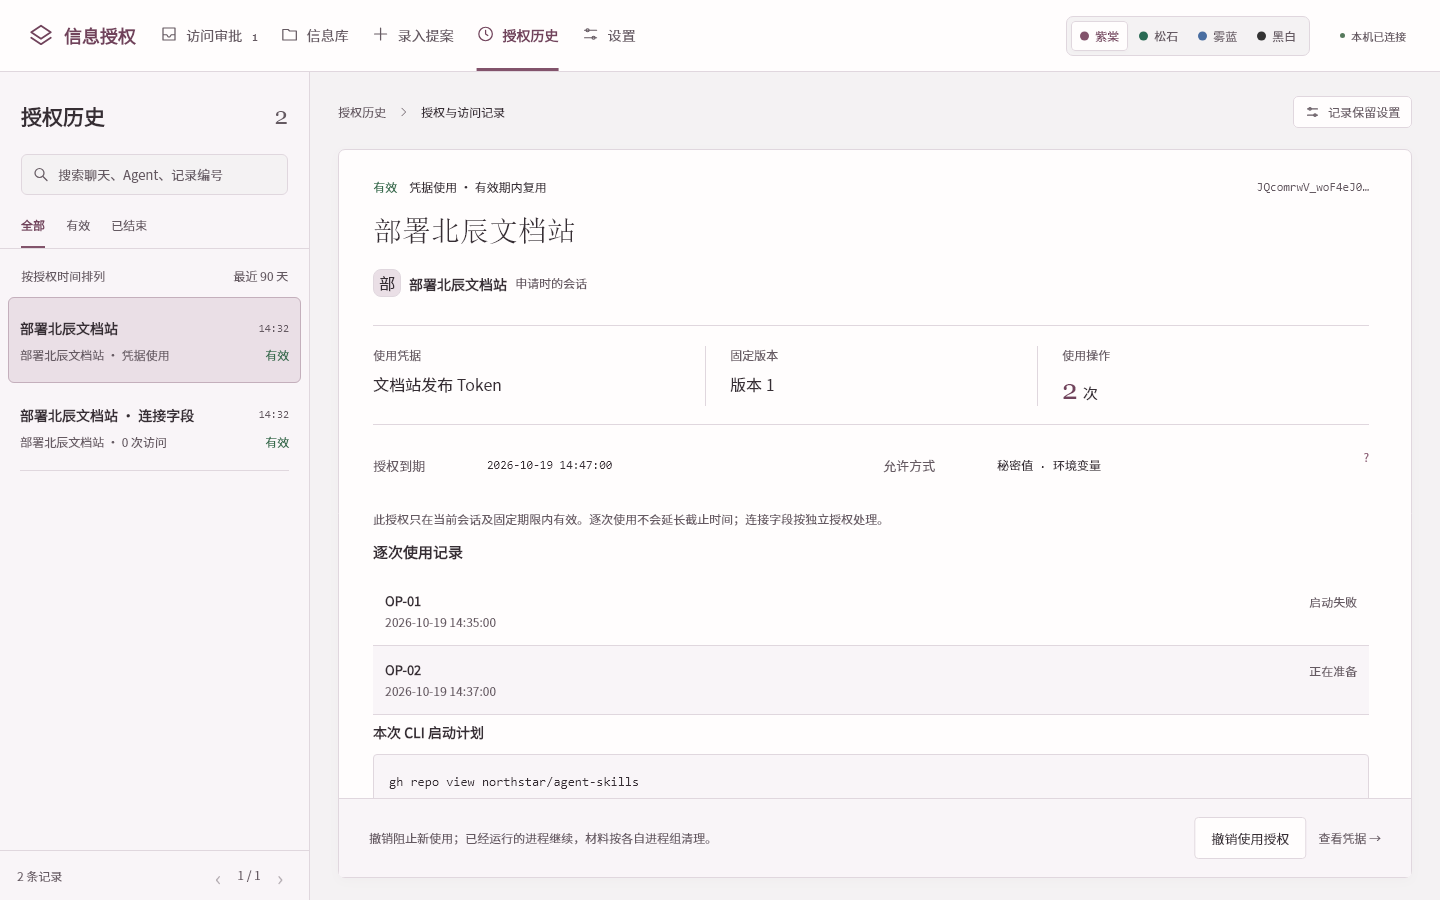 信息授权
访问审批 1
信息库
录入提案
授权历史
设置
紫棠
松石
雾蓝
黑白
本机已连接
授权历史 2
搜索聊天、Agent、记录编号
全部 有效 已结束
按授权时间排列 最近 90 天
部署北辰文档站 14:32
部署北辰文档站 · 凭据使用 有效
部署北辰文档站 · 连接字段 14:32
部署北辰文档站 · 0 次访问 有效
2 条记录 ‹ 1 / 1 ›
授权历史 > 授权与访问记录
记录保留设置
有效 凭据使用 · 有效期内复用 JQcomrwV_woF4eJ0…
部署北辰文档站
部 部署北辰文档站 申请时的会话
使用凭据 固定版本 使用操作
文档站发布 Token 版本 1 2 次
授权到期 2026-10-19 14:47:00 允许方式 秘密值 · 环境变量 ?
此授权只在当前会话及固定期限内有效。逐次使用不会延长截止时间；连接字段按独立授权处理。
逐次使用记录
OP-01 启动失败
2026-10-19 14:35:00
OP-02 正在准备
2026-10-19 14:37:00
本次 CLI 启动计划
gh repo view northstar/agent-skills
撤销阻止新使用；已经运行的进程继续，材料按各自进程组清理。
撤销使用授权 查看凭据 →